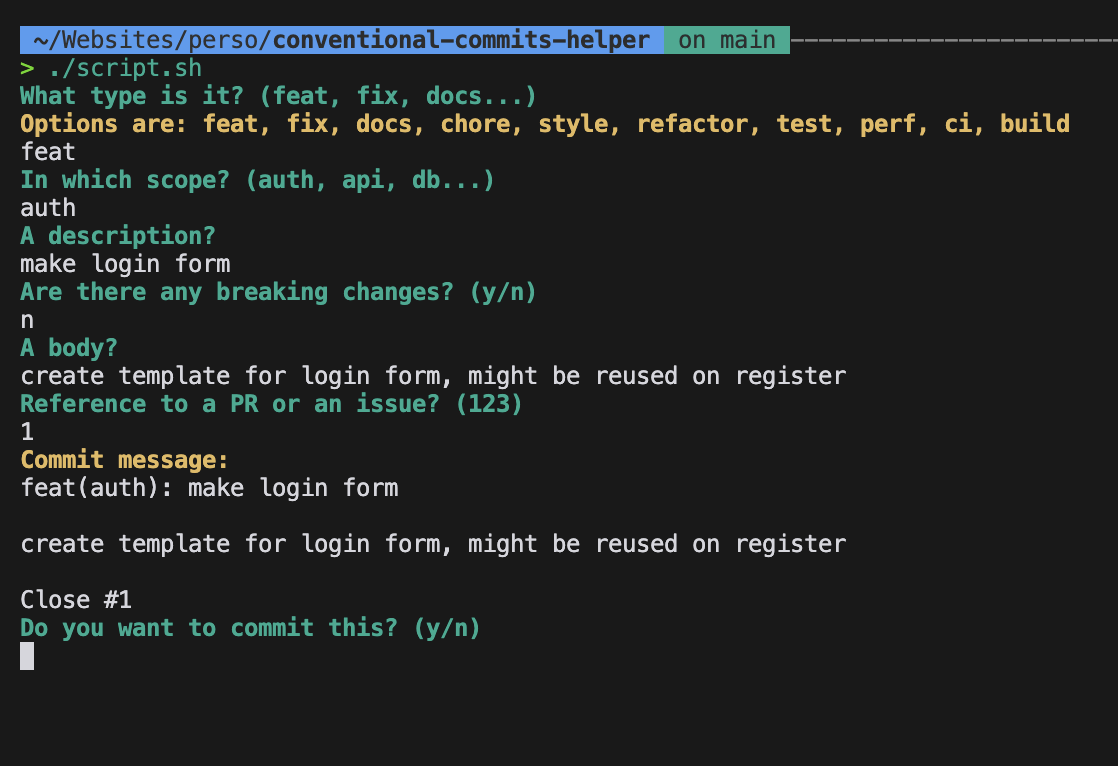 ~/Websites/perso/conventional-commits-helper on main
> ./script.sh
What type is it? (feat, fix, docs...)
Options are: feat, fix, docs, chore, style, refactor, test, perf, ci, build
feat
In which scope? (auth, api, db...)
auth
A description?
make login form
Are there any breaking changes? (y/n)
n
A body?
create template for login form, might be reused on register
Reference to a PR or an issue? (123)
1
Commit message:
feat(auth): make login form
create template for login form, might be reused on register
Close #1
Do you want to commit this? (y/n)